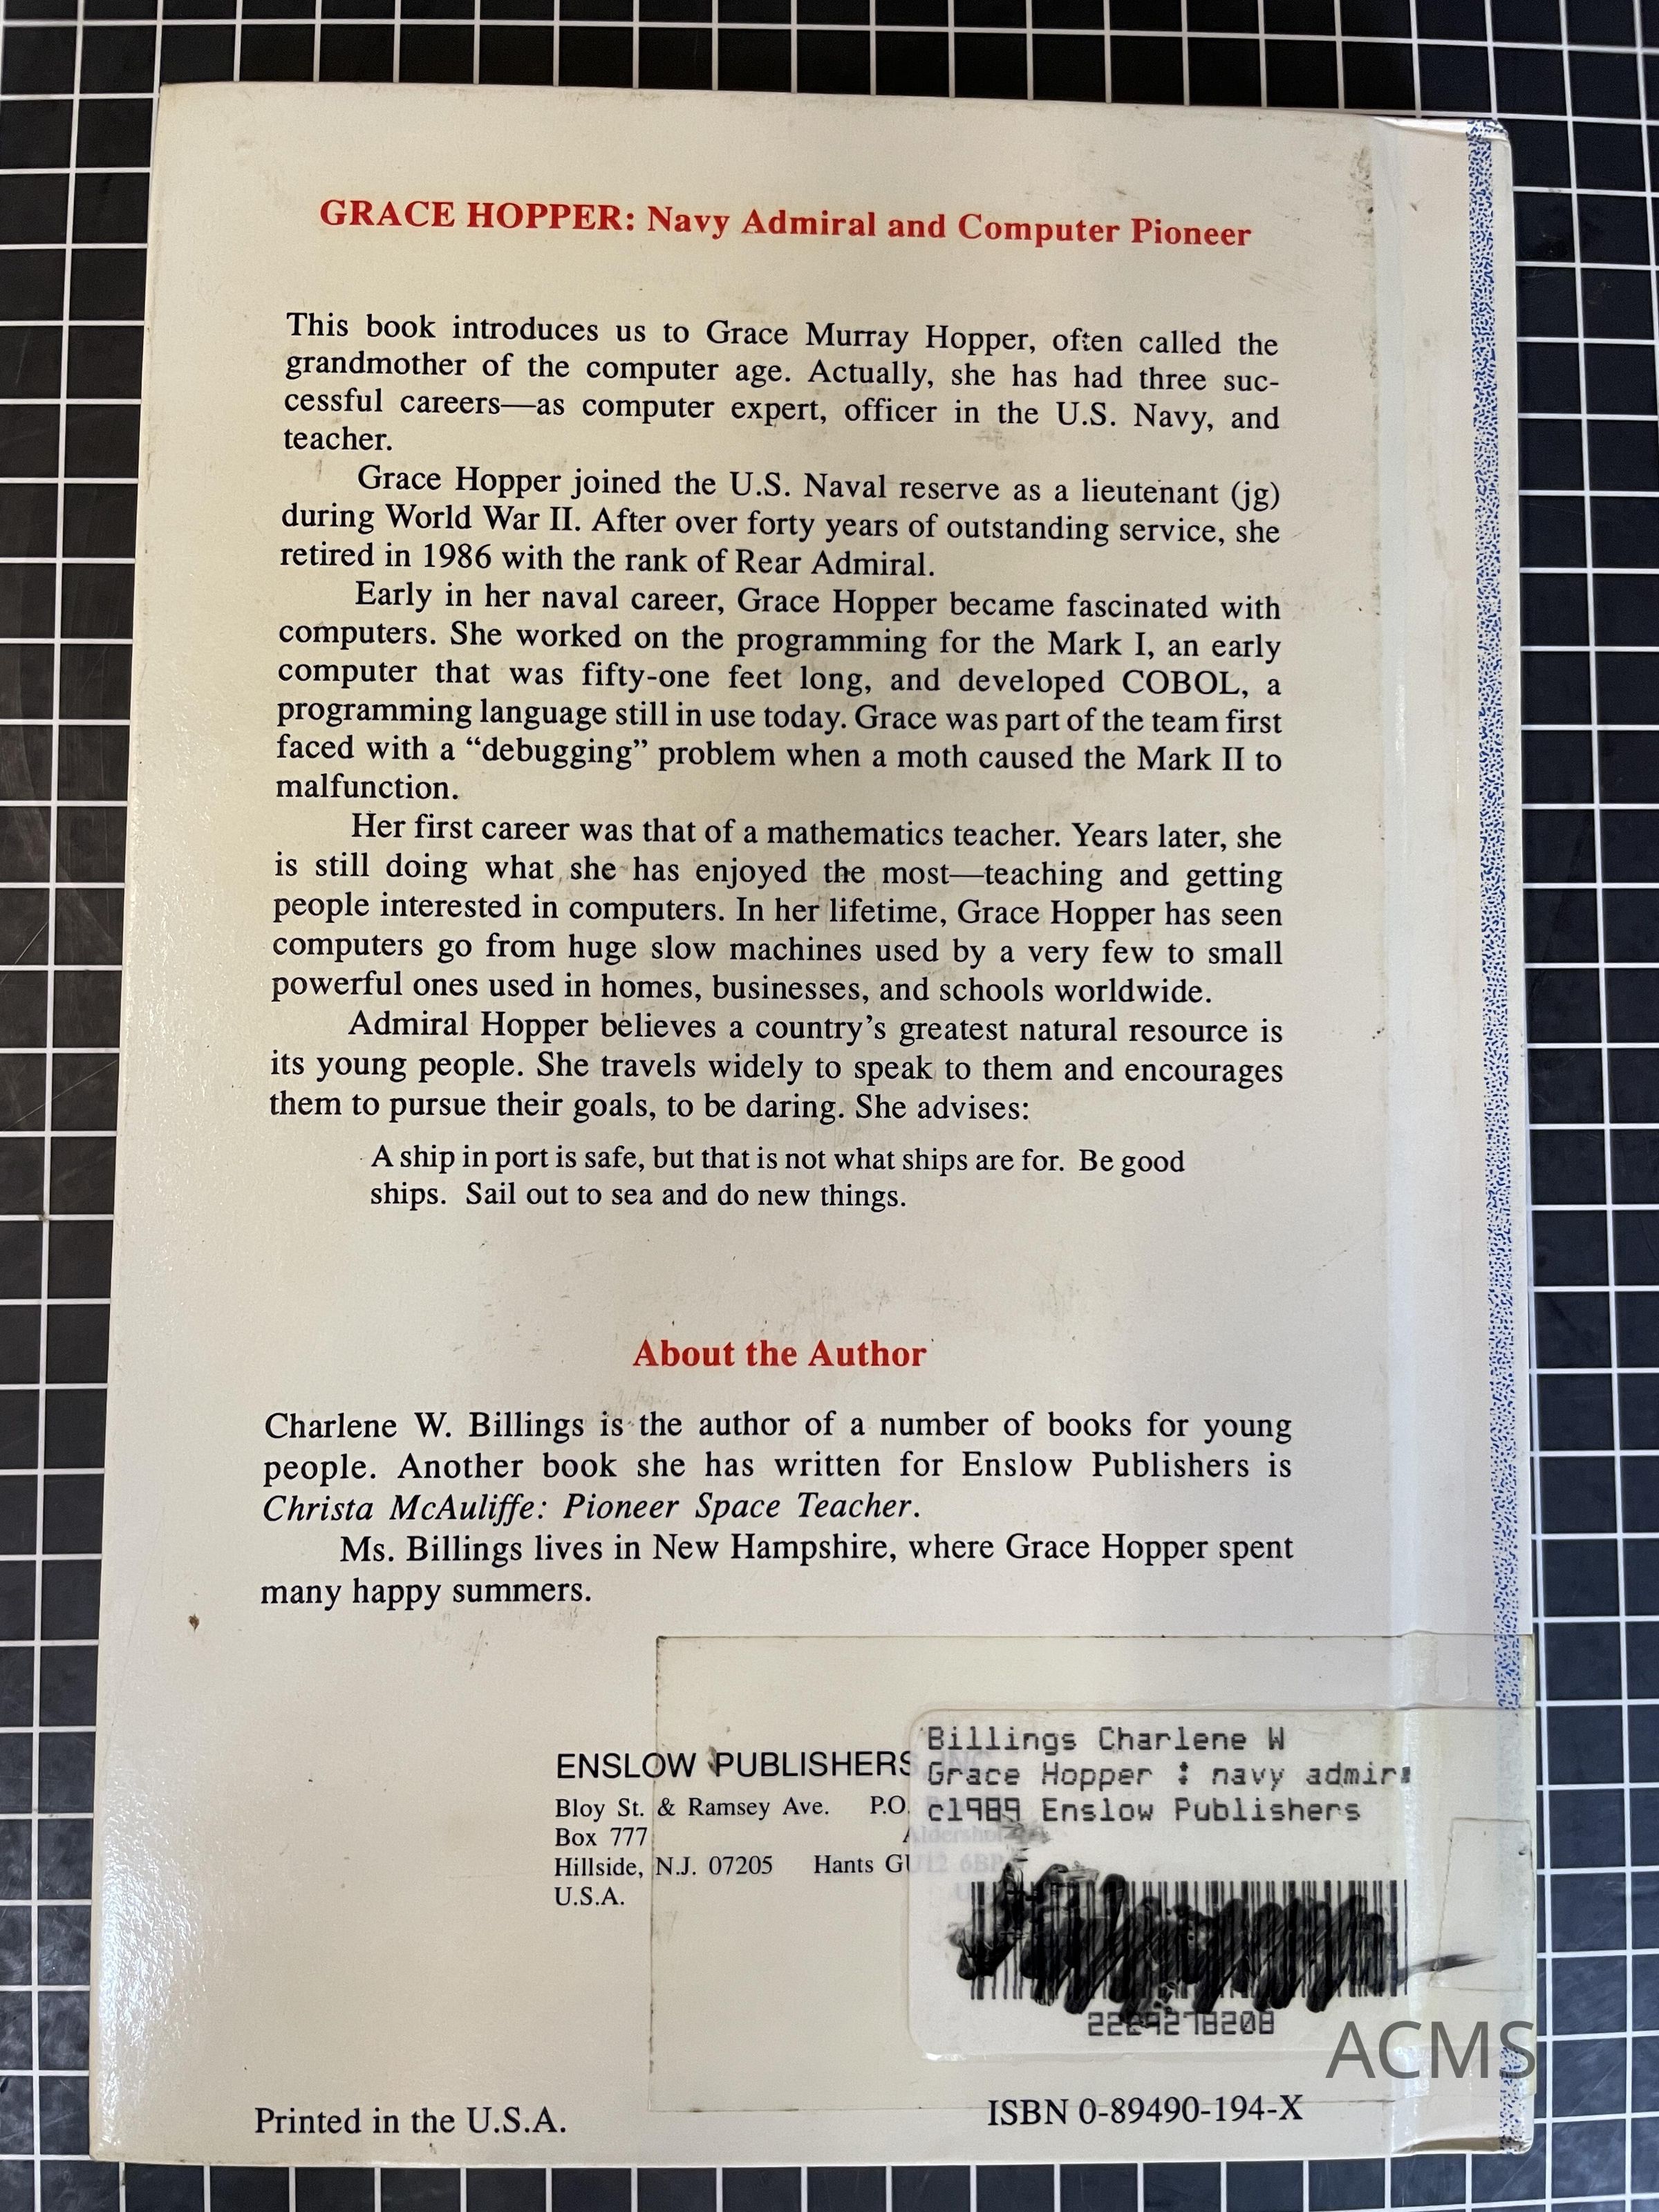 GRACE HOPPER: Navy Admiral and Computer Pioneer
This book introduces us to Grace Murray Hopper, often called the
grandmother of the computer age. Actually, she has had three suc-
cessful careers—as computer expert, officer in the U.S. Navy, and
teacher.
Grace Hopper joined the U.S. Naval reserve as a lieutenant (jg)
during World War II. After over forty years of outstanding service, she
retired in 1986 with the rank of Rear Admiral.
Early in her naval career, Grace Hopper became fascinated with
computers. She worked on the programming for the Mark I, an early
computer that was fifty-one feet long, and developed COBOL, a
programming language still in use today. Grace was part of the team first
faced with a “debugging” problem when a moth caused the Mark II to
malfunction.
Her first career was that of a mathematics teacher. Years later, she
is still doing what she has enjoyed the most—teaching and getting
people interested in computers. In her lifetime, Grace Hopper has seen
computers go from huge slow machines used by a very few to small
powerful ones used in homes, businesses, and schools worldwide.
Admiral Hopper believes a country’s greatest natural resource is
its young people. She travels widely to speak to them and encourages
them to pursue their goals, to be daring. She advises:
A ship in port is safe, but that is not what ships are for. Be good
ships. Sail out to sea and do new things.
About the Author
Charlene W. Billings is the author of a number of books for young
people. Another book she has written for Enslow Publishers is
Christa McAuliffe: Pioneer Space Teacher.
Ms. Billings lives in New Hampshire, where Grace Hopper spent
many happy summers.
ENSLOW PUBLISHERS, INC.
Bloy St. & Ramsey Ave. P.O.
Box 777 Aldershot
Hillside, N.J. 07205 Hants GU12 6BP
U.S.A.
Billings Charlene W
Grace Hopper : navy admir
c1989 Enslow Publishers
ACMS
Printed in the U.S.A.
ISBN 0-89490-194-X